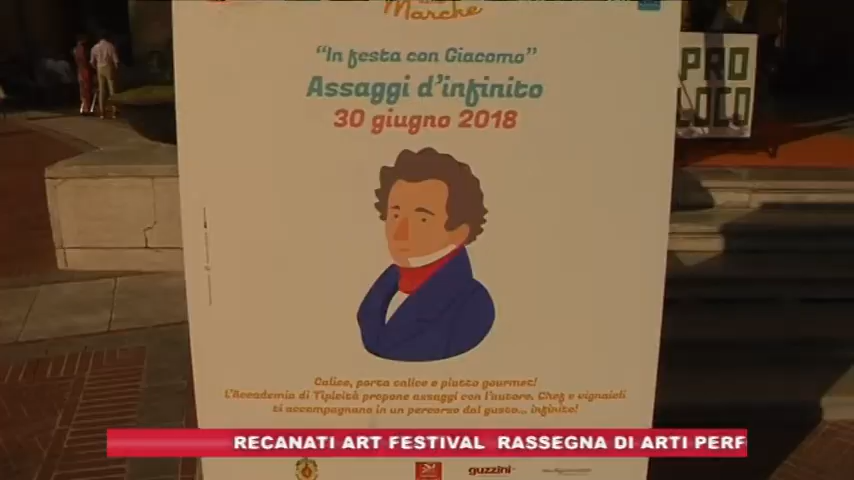 Marche
"In festa con Giacomo"
Assaggi d'infinito
30 giugno 2018
PRO
LOCO
Calice, porta calice e piatto gourmet!
L'Accademia di Tipicità propone assaggi con l'autore. Chef e vignaioli
ti accompagnano in un percorso dal gusto... infinito!
RECANATI ART FESTIVAL RASSEGNA DI ARTI PERF
guzzini